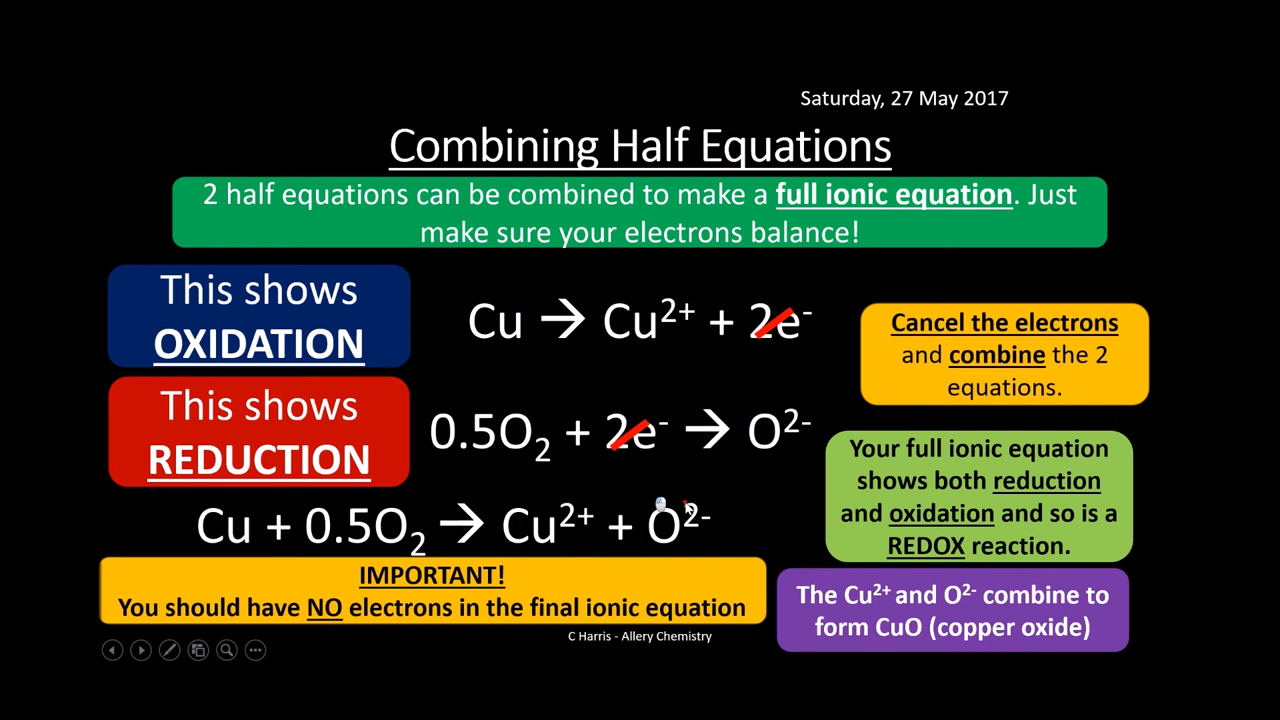 Saturday, 27 May 2017
Combining Half Equations
2 half equations can be combined to make a full ionic equation. Just
make sure your electrons balance!
This shows
OXIDATION
Cu → Cu²⁺ + 2e⁻
Cancel the electrons
and combine the 2
equations.
This shows
REDUCTION
0.5O₂ + 2e⁻ → O²⁻
Your full ionic equation
shows both reduction
and oxidation and so is a
REDOX reaction.
Cu + 0.5O₂ → Cu²⁺ + O²⁻
IMPORTANT!
You should have NO electrons in the final ionic equation
The Cu²⁺ and O²⁻ combine to
form CuO (copper oxide)
C Harris - Allery Chemistry